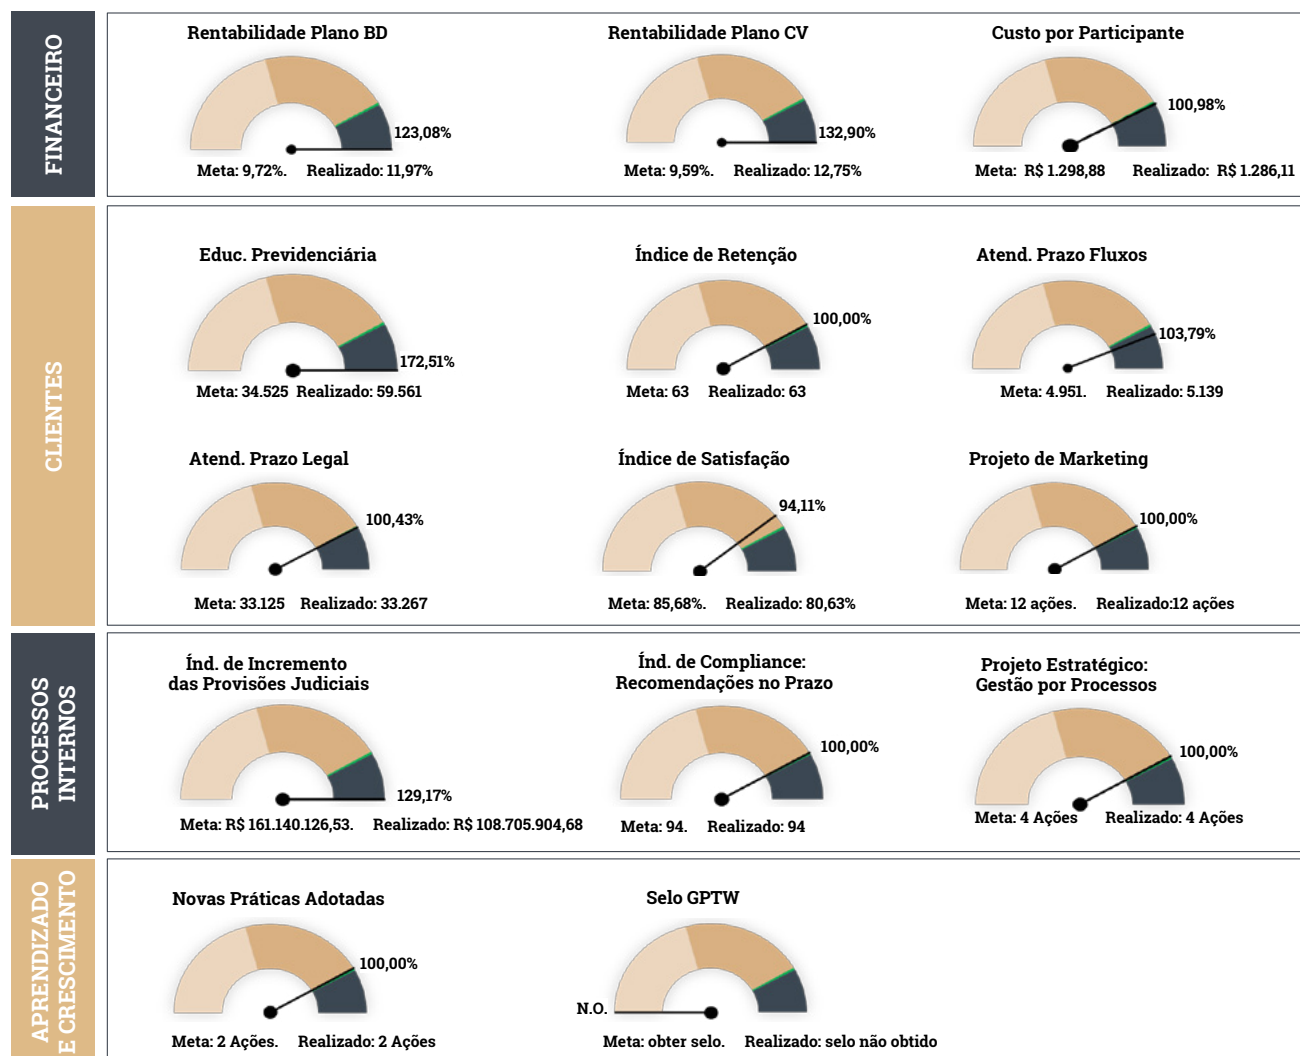 FINANCEIRO
Rentabilidade Plano BD
123,08%
Meta: 9,72%. Realizado: 11,97%
Rentabilidade Plano CV
132,90%
Meta: 9,59%. Realizado: 12,75%
Custo por Participante
100,98%
Meta: R$ 1.298,88 Realizado: R$ 1.286,11
CLIENTES
Educ. Previdenciária
172,51%
Meta: 34.525 Realizado: 59.561
Índice de Retenção
100,00%
Meta: 63 Realizado: 63
Atend. Prazo Fluxos
103,79%
Meta: 4.951. Realizado: 5.139
Atend. Prazo Legal
100,43%
Meta: 33.125 Realizado: 33.267
Índice de Satisfação
94,11%
Meta: 85,68%. Realizado: 80,63%
Projeto de Marketing
100,00%
Meta: 12 ações. Realizado:12 ações
PROCESSOS
INTERNOS
Índ. de Incremento
das Provisões Judiciais
129,17%
Meta: R$ 161.140.126,53. Realizado: R$ 108.705.904,68
Índ. de Compliance:
Recomendações no Prazo
100,00%
Meta: 94. Realizado: 94
Projeto Estratégico:
Gestão por Processos
100,00%
Meta: 4 Ações Realizado: 4 Ações
APRENDIZADO
E CRESCIMENTO
Novas Práticas Adotadas
100,00%
Meta: 2 Ações. Realizado: 2 Ações
Selo GPTW
N.O.
Meta: obter selo. Realizado: selo não obtido